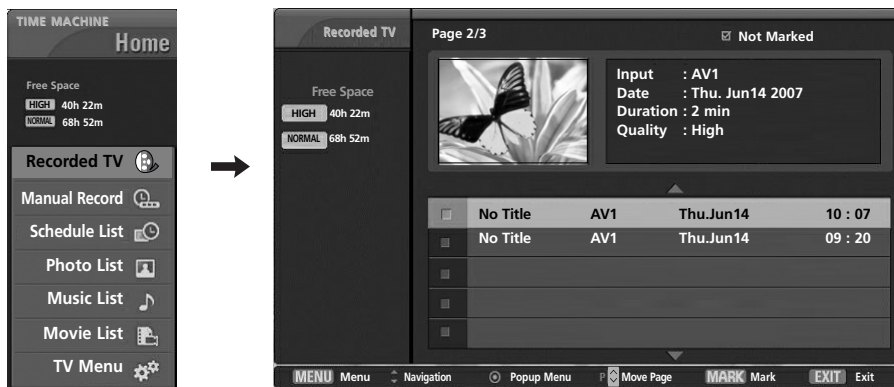 TIME MACHINE
Home
Free Space
HIGH 40h 22m
NORMAL 68h 52m
Recorded TV
Manual Record
Schedule List
Photo List
Music List
Movie List
TV Menu
Recorded TV
Free Space
HIGH 40h 22m
NORMAL 68h 52m
Page 2/3
Not Marked
Input : AV1
Date : Thu. Jun14 2007
Duration : 2 min
Quality : High
No Title AV1 Thu.Jun14 10 : 07
No Title AV1 Thu.Jun14 09 : 20
MENU Menu Navigation Popup Menu P Move Page MARK Mark EXIT Exit